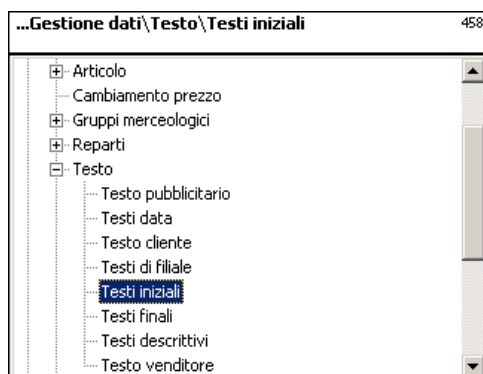 ...Gestione dati\Testo\Testi iniziali 458
Articolo
Cambiamento prezzo
Gruppi merceologici
Reparti
Testo
Testo pubblicitario
Testi data
Testo cliente
Testi di filiale
Testi iniziali
Testi finali
Testi descrittivi
Testo venditore